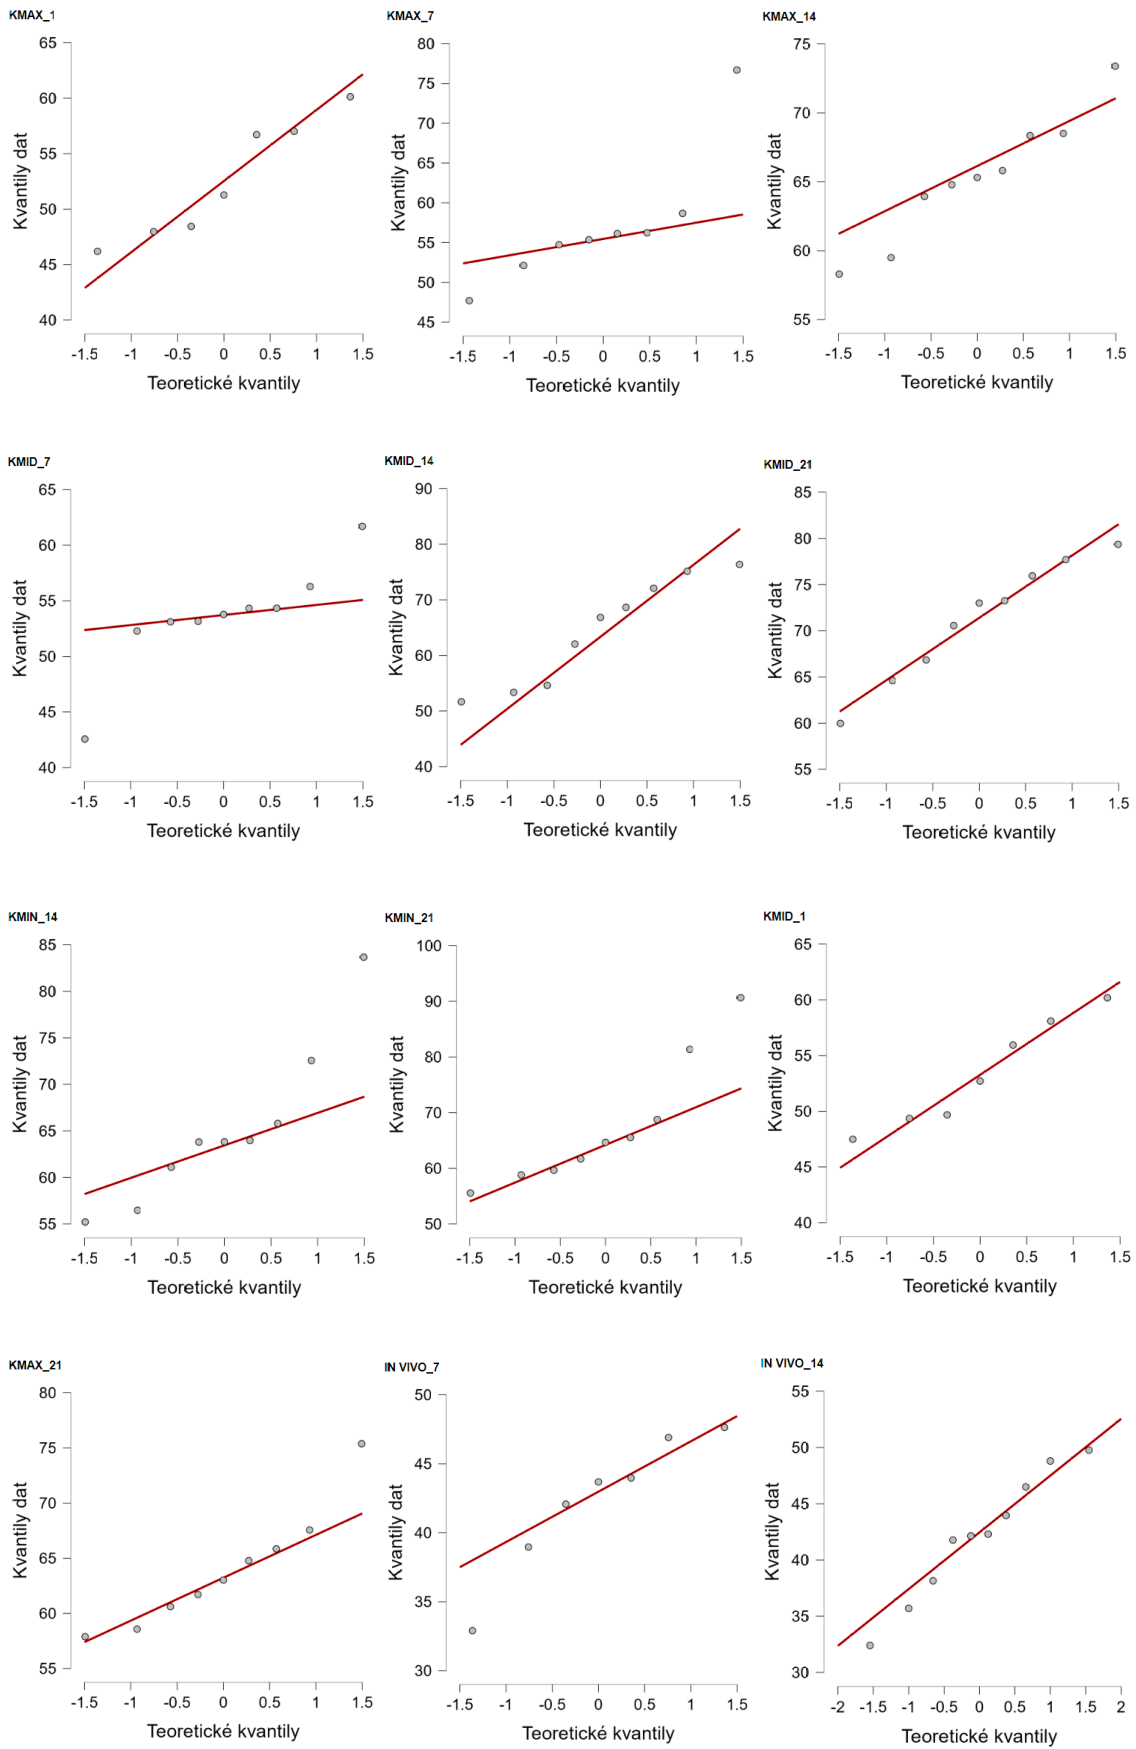 KMAX_1
KMAX_7
KMAX_14
65
60
55
50
45
40
Kvantily dat
-1.5 -1 -0.5 0 0.5 1 1.5
Teoretické kvantily
80
75
70
65
60
55
50
45
Kvantily dat
-1.5 -1 -0.5 0 0.5 1 1.5
Teoretické kvantily
75
70
65
60
55
Kvantily dat
-1.5 -1 -0.5 0 0.5 1 1.5
Teoretické kvantily
KMID_7
KMID_14
KMID_21
65
60
55
50
45
40
Kvantily dat
-1.5 -1 -0.5 0 0.5 1 1.5
Teoretické kvantily
90
80
70
60
50
40
Kvantily dat
-1.5 -1 -0.5 0 0.5 1 1.5
Teoretické kvantily
85
80
75
70
65
60
55
Kvantily dat
-1.5 -1 -0.5 0 0.5 1 1.5
Teoretické kvantily
KMIN_14
KMIN_21
KMID_1
85
80
75
70
65
60
55
Kvantily dat
-1.5 -1 -0.5 0 0.5 1 1.5
Teoretické kvantily
100
90
80
70
60
50
Kvantily dat
-1.5 -1 -0.5 0 0.5 1 1.5
Teoretické kvantily
65
60
55
50
45
40
Kvantily dat
-1.5 -1 -0.5 0 0.5 1 1.5
Teoretické kvantily
KMAX_21
IN VIVO_7
IN VIVO_14
80
75
70
65
60
55
Kvantily dat
-1.5 -1 -0.5 0 0.5 1 1.5
Teoretické kvantily
50
45
40
35
30
Kvantily dat
-1.5 -1 -0.5 0 0.5 1 1.5
Teoretické kvantily
55
50
45
40
35
30
Kvantily dat
-2 -1.5 -1 -0.5 0 0.5 1 1.5 2
Teoretické kvantily